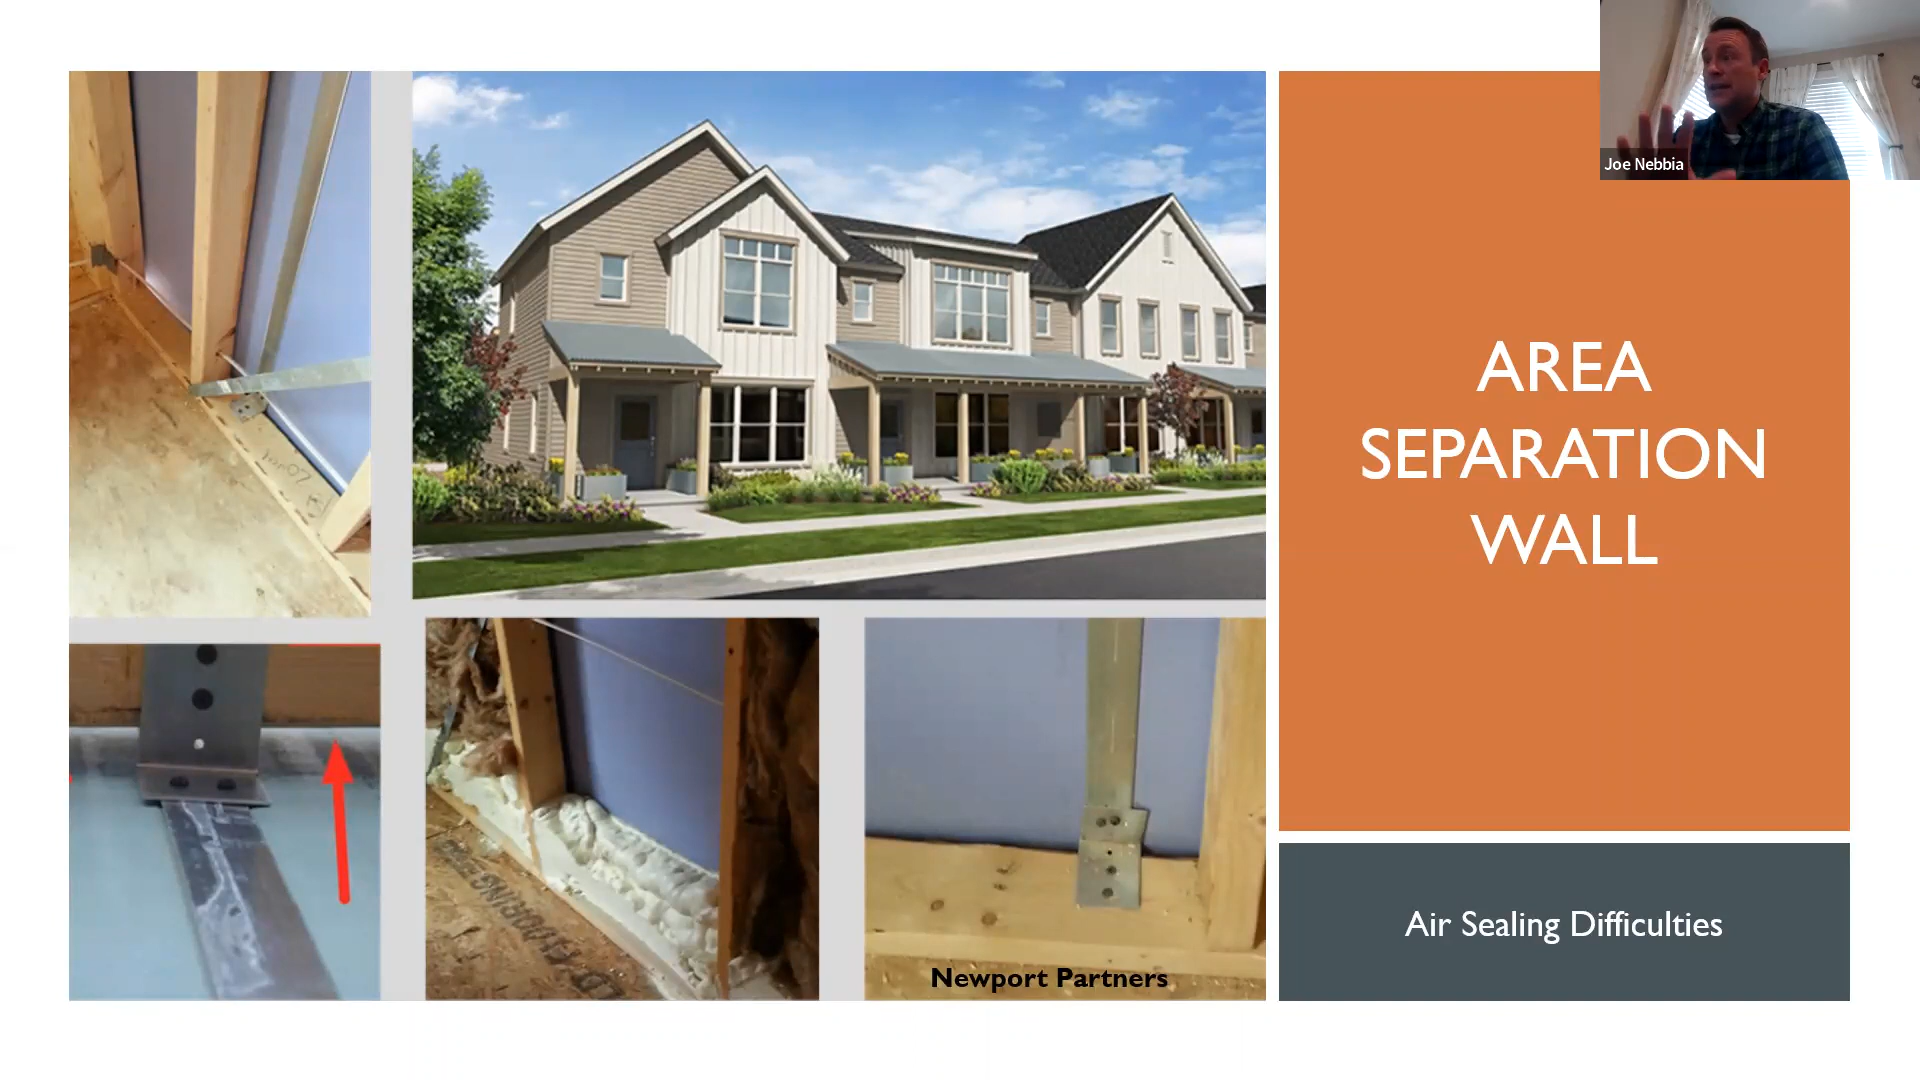 Joe Nebbia
AREA
SEPARATION
WALL
Air Sealing Difficulties
Newport Partners